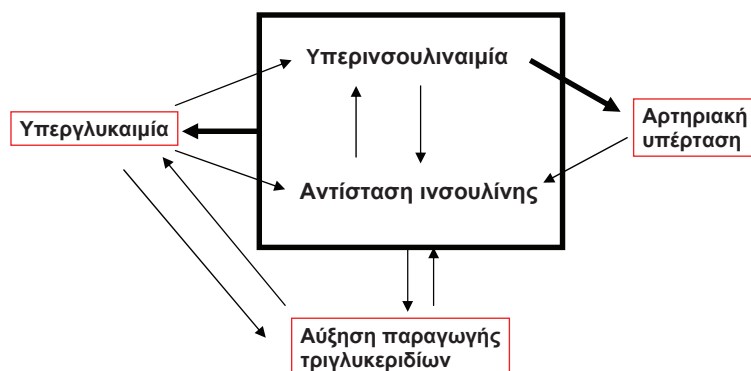 Υπερινσουλιναιμία
Υπεργλυκαιμία
Αρτηριακή
υπέρταση
Αντίσταση ινσουλίνης
Αύξηση παραγωγής
τριγλυκεριδίων